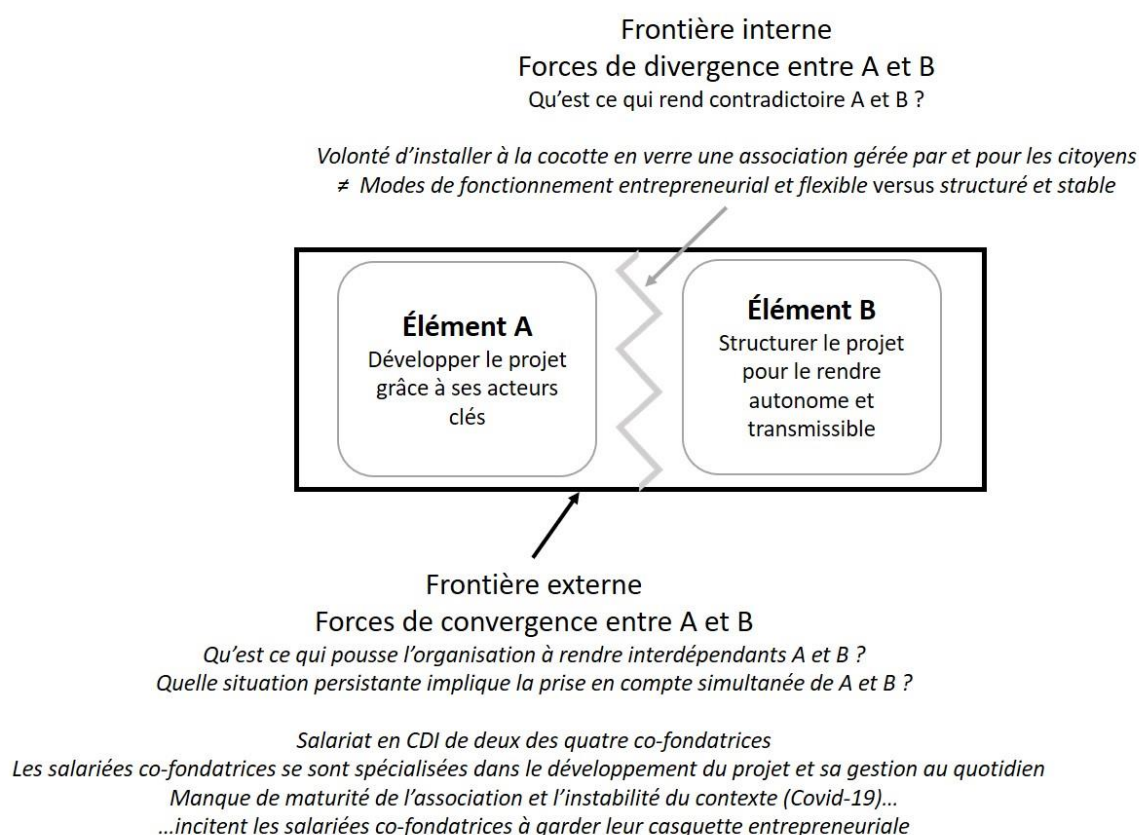 Frontière interne
Forces de divergence entre A et B
Qu'est ce qui rend contradictoire A et B ?
Volonté d'installer à la cocotte en verre une association gérée par et pour les citoyens
≠ Modes de fonctionnement entrepreneurial et flexible versus structuré et stable
Élément A
Développer le projet
grâce à ses acteurs
clés
Élément B
Structurer le projet
pour le rendre
autonome et
transmissible
Frontière externe
Forces de convergence entre A et B
Qu'est ce qui pousse l'organisation à rendre interdépendants A et B ?
Quelle situation persistante implique la prise en compte simultanée de A et B ?
Salariat en CDI de deux des quatre co-fondatrices
Les salariées co-fondatrices se sont spécialisées dans le développement du projet et sa gestion au quotidien
Manque de maturité de l'association et l'instabilité du contexte (Covid-19)...
...incitent les salariées co-fondatrices à garder leur casquette entrepreneuriale